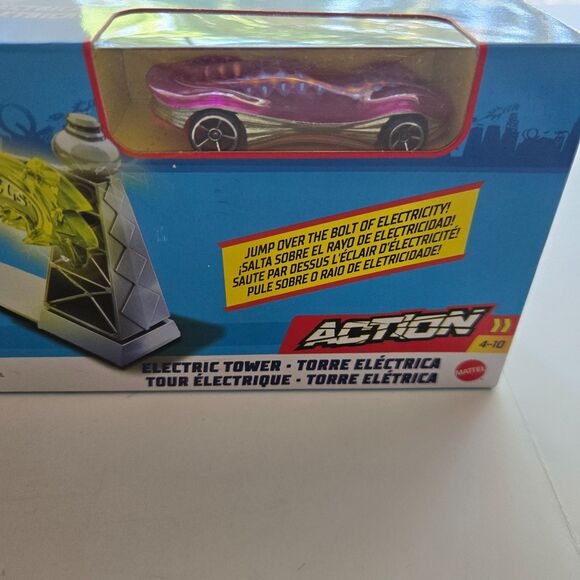 JUMP OVER THE BOLT OF ELECTRICITY!
¡SALTA SOBRE EL RAYO DE ELECTRICIDAD!
SAUTE PAR DESSUS L'ÉCLAIR D'ÉLECTRICITÉ!
PULE SOBRE O RAIO DE ELETRICIDADE!
ACTION
4-10
ELECTRIC TOWER - TORRE ELÉCTRICA
TOUR ÉLECTRIQUE - TORRE ELÉTRICA
MATTEL